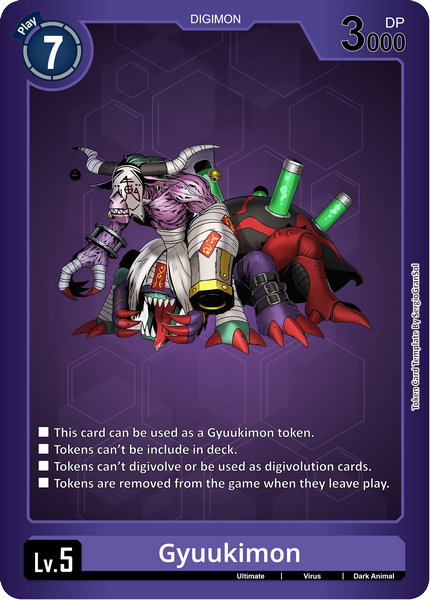 Play
7
DIGIMON
DP
3000
Token Card Template By SergioGranSol
This card can be used as a Gyuukimon token.
Tokens can't be include in deck.
Tokens can't digivolve or be used as digivolution cards.
Tokens are removed from the game when they leave play.
Lv.5
Gyuukimon
Ultimate | Virus | Dark Animal